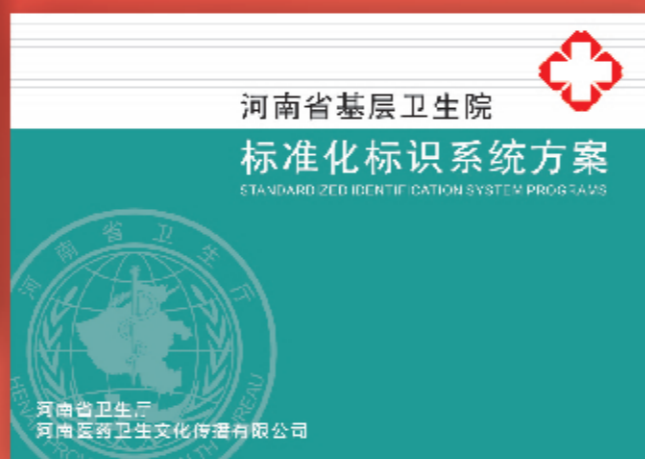 河南省基层卫生院
标准化标识系统方案
STANDARDIZED IDENTIFICATION SYSTEM PROGRAMS
河南省卫生厅
河南省卫生厅
河南医药卫生文化传播有限公司